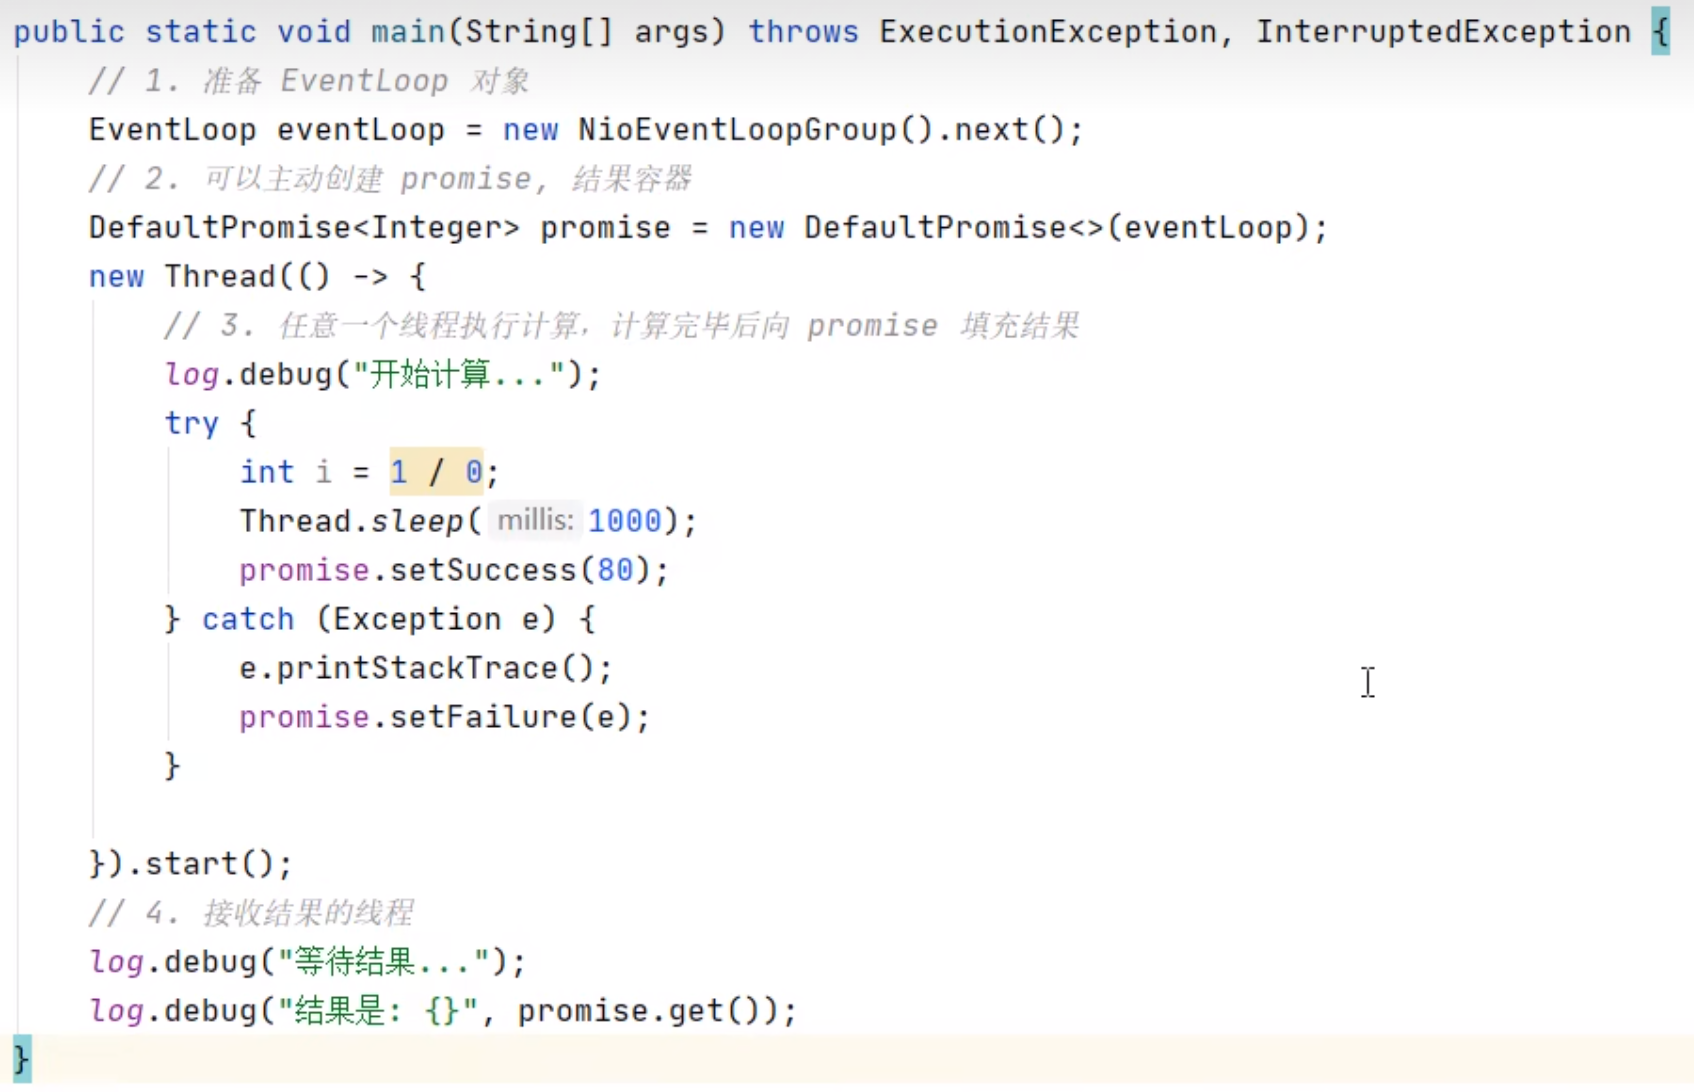 public static void main(String[] args) throws ExecutionException, InterruptedException {
// 1. 准备 EventLoop 对象
EventLoop eventLoop = new NioEventLoopGroup().next();
// 2. 可以主动创建 promise, 结果容器
DefaultPromise<Integer> promise = new DefaultPromise<>(eventLoop);
new Thread(() -> {
// 3. 任意一个线程执行计算，计算完毕后向 promise 填充结果
log.debug("开始计算...");
try {
int i = 1 / 0;
Thread.sleep( millis: 1000);
promise.setSuccess(80);
} catch (Exception e) {
e.printStackTrace();
promise.setFailure(e);
}
}).start();
// 4. 接收结果的线程
log.debug("等待结果...");
log.debug("结果是: {}", promise.get());
}